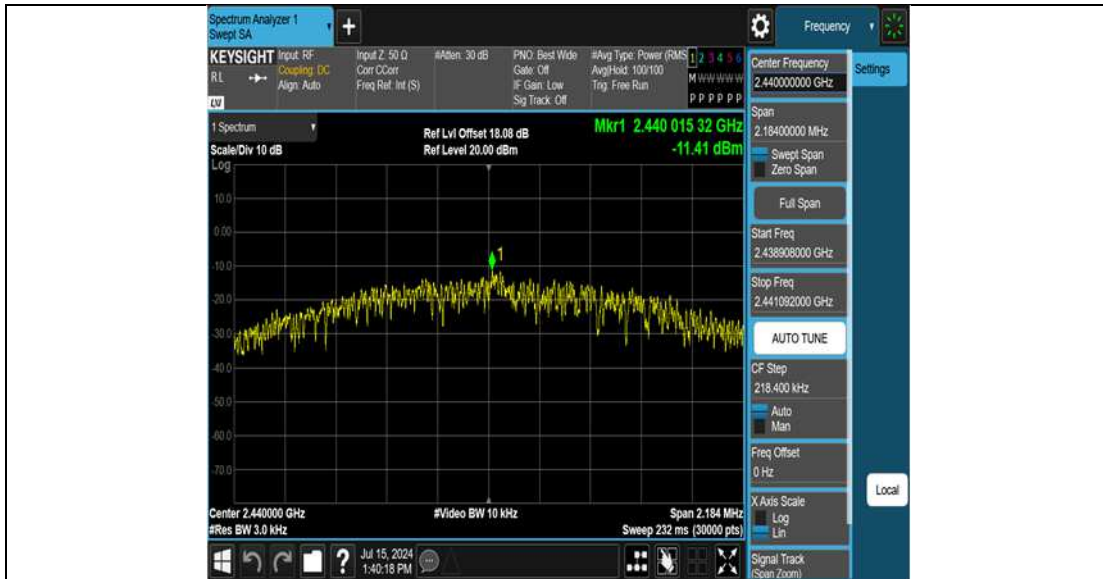 Spectrum Analyzer 1
Swept SA
+
Frequency
KEYSIGHT
RL
LXI
Input: RF
Coupling: DC
Align: Auto
Input Z: 50 Ω
Corr CCorr
Freq Ref: Int (S)
#Atten: 30 dB
PNO: Best Wide
Gate: Off
IF Gain: Low
Sig Track: Off
#Avg Type: Power (RMS
Avg|Hold: 100/100
Trig: Free Run
1 2 3 4 5 6
M W W W W W
P P P P P P
1 Spectrum
Scale/Div 10 dB
Log
Ref Lvl Offset 18.08 dB
Ref Level 20.00 dBm
Mkr1 2.440 015 32 GHz
-11.41 dBm
10.0
0.00
-10.0
-20.0
-30.0
-40.0
-50.0
-60.0
-70.0
1
Center 2.440000 GHz
#Res BW 3.0 kHz
#Video BW 10 kHz
Span 2.184 MHz
Sweep 232 ms (30000 pts)
?
Jul 15, 2024
1:40:18 PM
Center Frequency
2.440000000 GHz
Span
2.18400000 MHz
Swept Span
Zero Span
Full Span
Start Freq
2.438908000 GHz
Stop Freq
2.441092000 GHz
AUTO TUNE
CF Step
218.400 kHz
Auto
Man
Freq Offset
0 Hz
X Axis Scale
Log
Lin
Signal Track
(Span Zoom)
Settings
Local